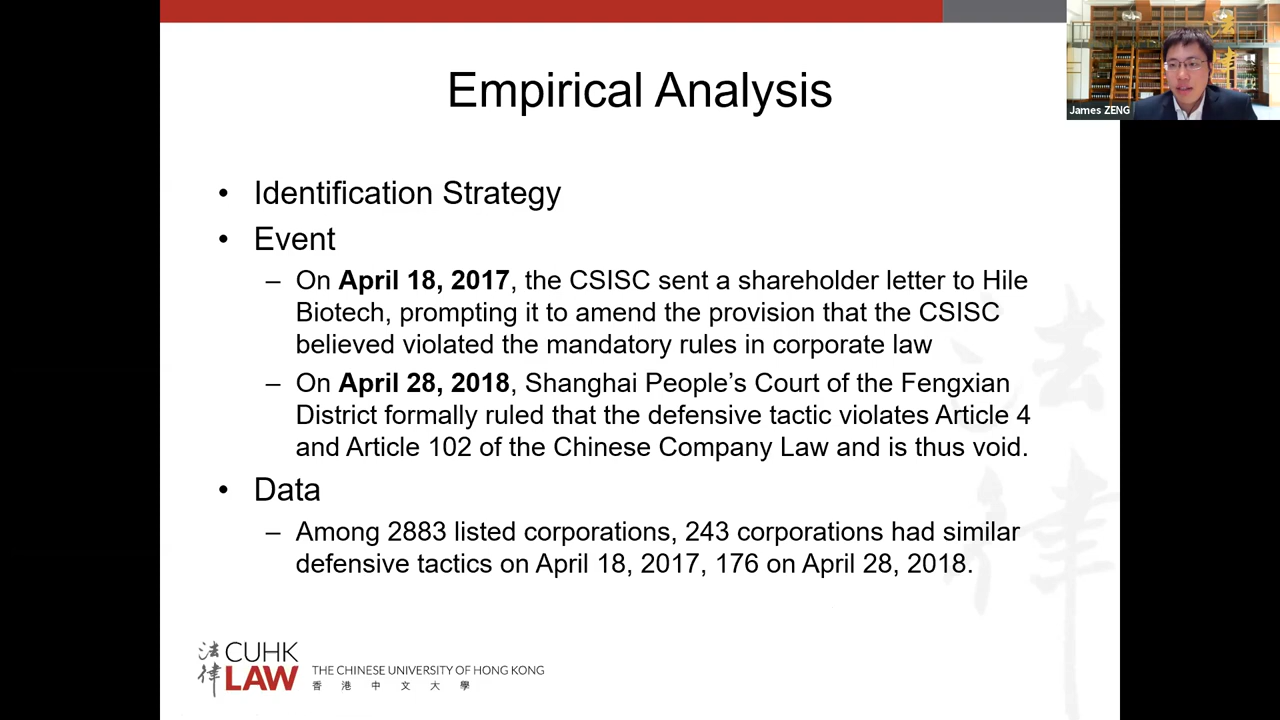 Empirical Analysis
James ZENG
• Identification Strategy
• Event
– On April 18, 2017, the CSISC sent a shareholder letter to Hile
Biotech, prompting it to amend the provision that the CSISC
believed violated the mandatory rules in corporate law
– On April 28, 2018, Shanghai People’s Court of the Fengxian
District formally ruled that the defensive tactic violates Article 4
and Article 102 of the Chinese Company Law and is thus void.
• Data
– Among 2883 listed corporations, 243 corporations had similar
defensive tactics on April 18, 2017, 176 on April 28, 2018.
法律
法律
CUHK
LAW
THE CHINESE UNIVERSITY OF HONG KONG
香港中文大學
法律